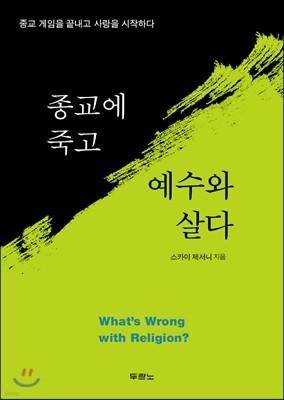 종교 게임을 끝내고 사랑을 시작하다
종교에
죽고
예수와
살다
스카이 제서니 지음
What's Wrong
with Religion?
두란노